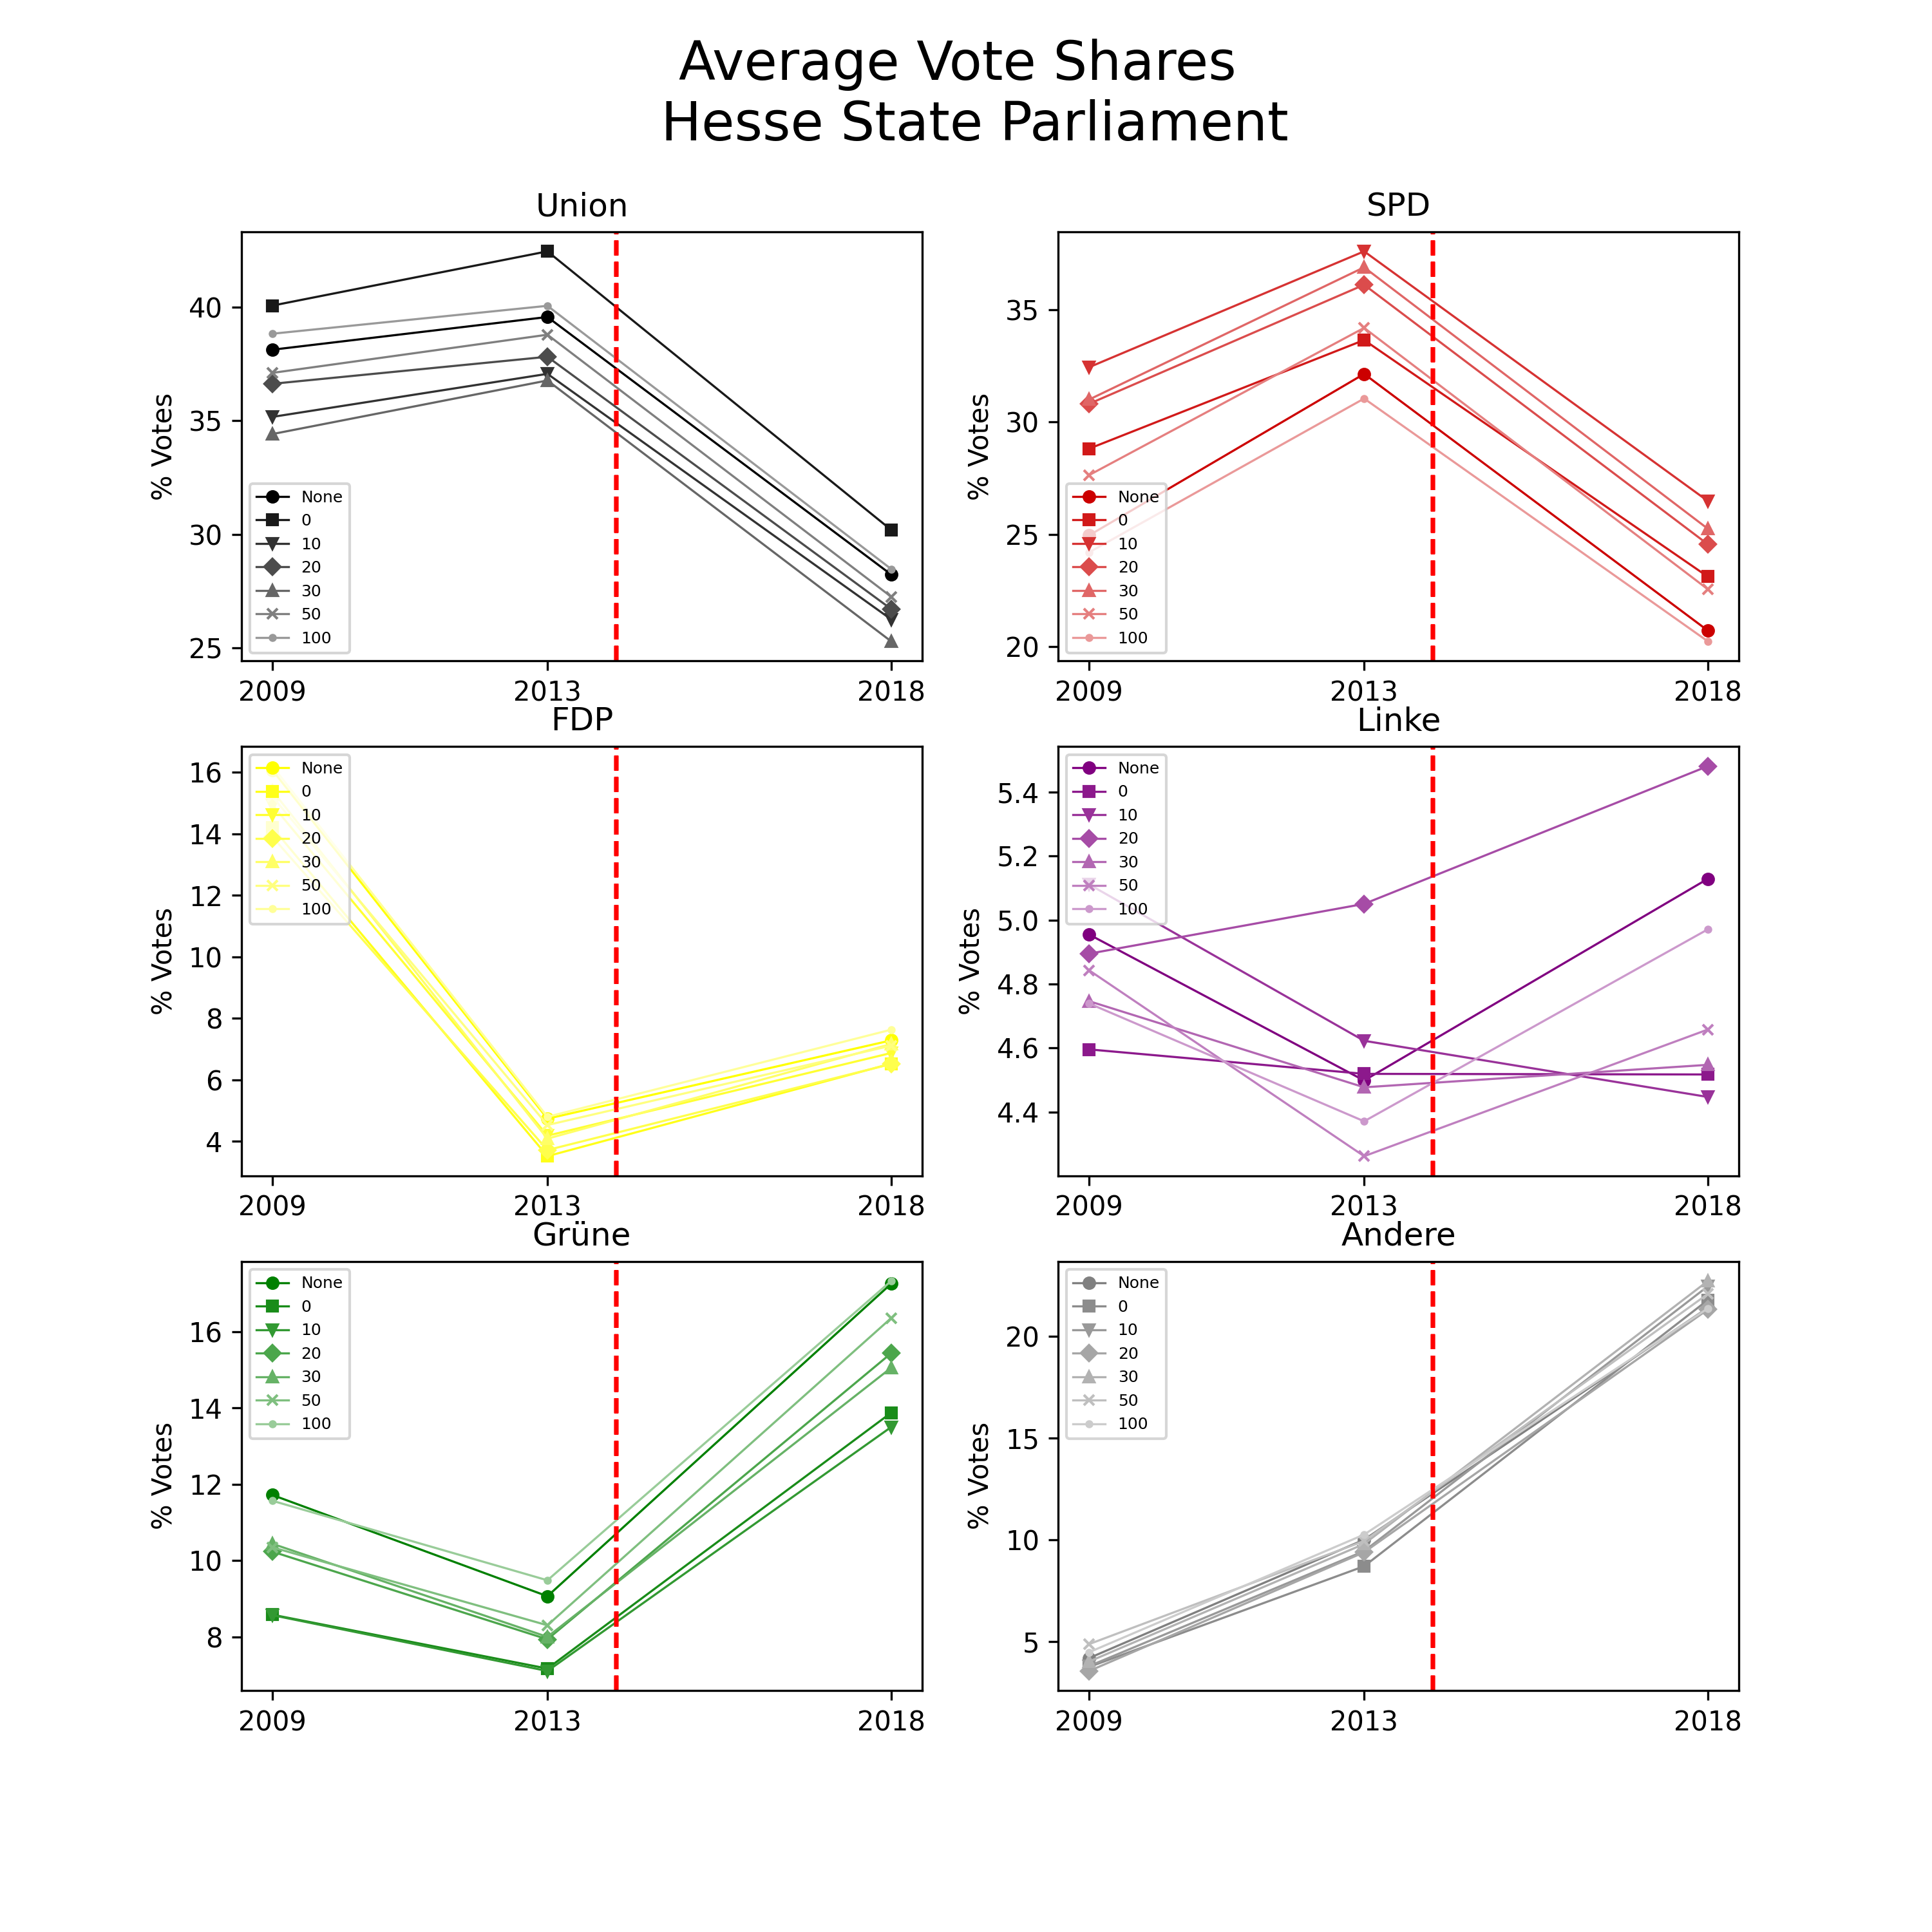 Average Vote Shares
Hesse State Parliament
Union
% Votes
40
35
30
25
None
0
10
20
30
50
100
2009 2013 2018
SPD
% Votes
35
30
25
20
None
0
10
20
30
50
100
2009 2013 2018
FDP
% Votes
16
14
12
10
8
6
4
None
0
10
20
30
50
100
2009 2013 2018
Linke
% Votes
5.4
5.2
5.0
4.8
4.6
4.4
None
0
10
20
30
50
100
2009 2013 2018
Grüne
% Votes
16
14
12
10
8
None
0
10
20
30
50
100
2009 2013 2018
Andere
% Votes
20
15
10
5
None
0
10
20
30
50
100
2009 2013 2018